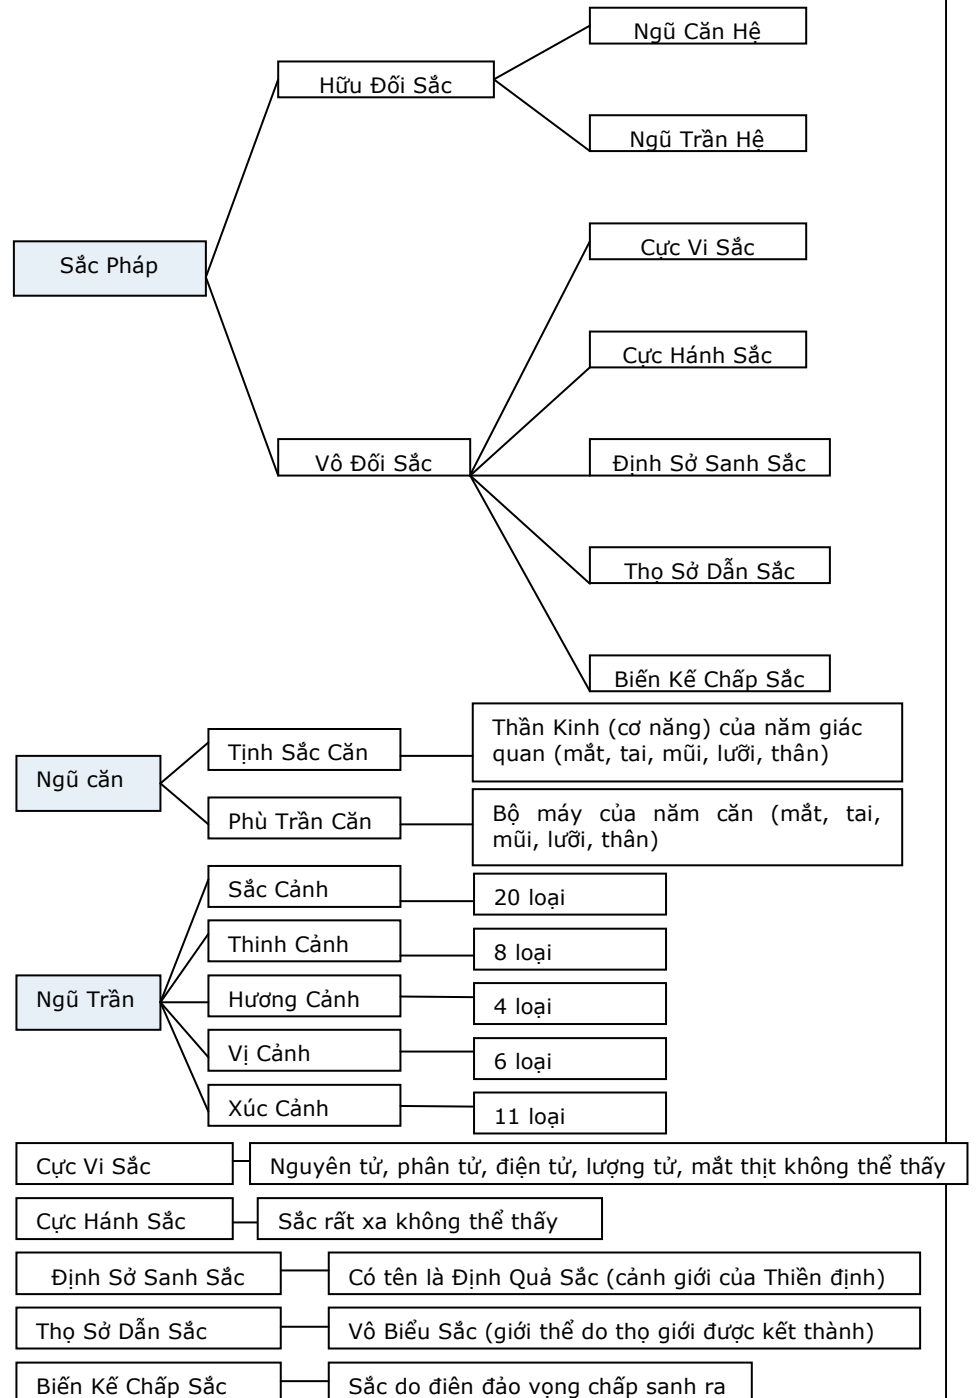 Ngũ Căn Hệ
Hữu Đối Sắc
Ngũ Trần Hệ
Sắc Pháp
Cực Vi Sắc
Cực Hánh Sắc
Vô Đối Sắc
Định Sở Sanh Sắc
Thọ Sở Dẫn Sắc
Biến Kế Chấp Sắc
Ngũ căn
Tịnh Sắc Căn
Thần Kinh (cơ năng) của năm giác
quan (mắt, tai, mũi, lưỡi, thân)
Phù Trần Căn
Bộ máy của năm căn (mắt, tai,
mũi, lưỡi, thân)
Ngũ Trần
Sắc Cảnh
20 loại
Thinh Cảnh
8 loại
Hương Cảnh
4 loại
Vị Cảnh
6 loại
Xúc Cảnh
11 loại
Cực Vi Sắc
Nguyên tử, phân tử, điện tử, lượng tử, mắt thịt không thể thấy
Cực Hánh Sắc
Sắc rất xa không thể thấy
Định Sở Sanh Sắc
Có tên là Định Quả Sắc (cảnh giới của Thiền định)
Thọ Sở Dẫn Sắc
Vô Biểu Sắc (giới thể do thọ giới được kết thành)
Biến Kế Chấp Sắc
Sắc do điên đảo vọng chấp sanh ra